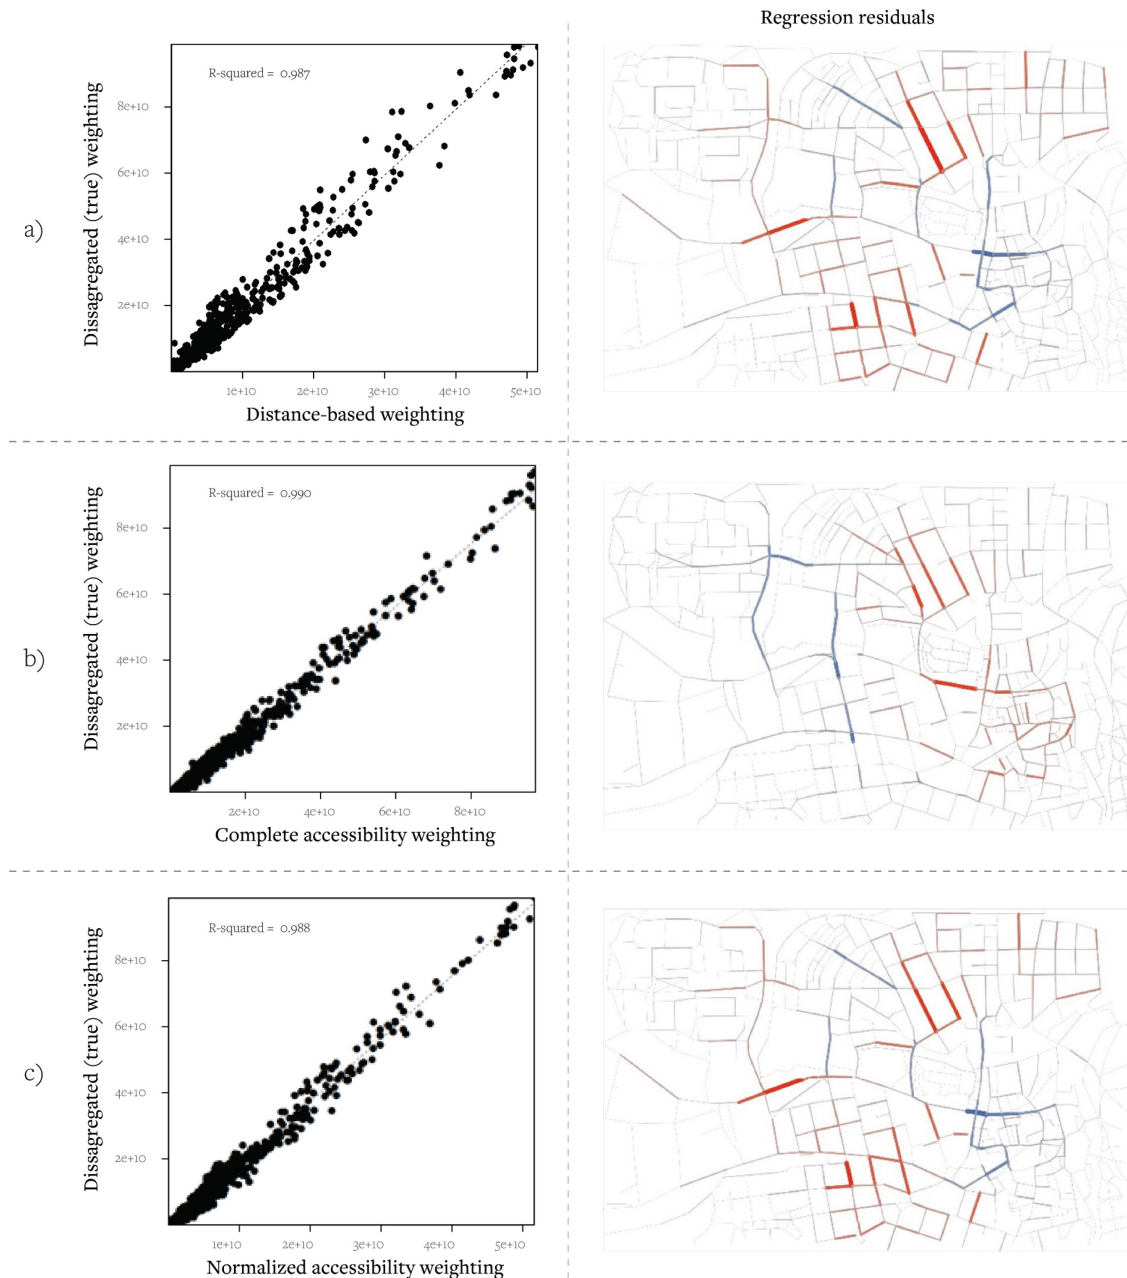 Regression residuals
a)
Dissagregated (true) weighting
R-squared = 0.987
8e+10
6e+10
4e+10
2e+10
1e+10 2e+10 3e+10 4e+10 5e+10
Distance-based weighting
b)
Dissagregated (true) weighting
R-squared = 0.990
8e+10
6e+10
4e+10
2e+10
2e+10 4e+10 6e+10 8e+10
Complete accessibility weighting
c)
Dissagregated (true) weighting
R-squared = 0.988
8e+10
6e+10
4e+10
2e+10
1e+10 2e+10 3e+10 4e+10 5e+10
Normalized accessibility weighting